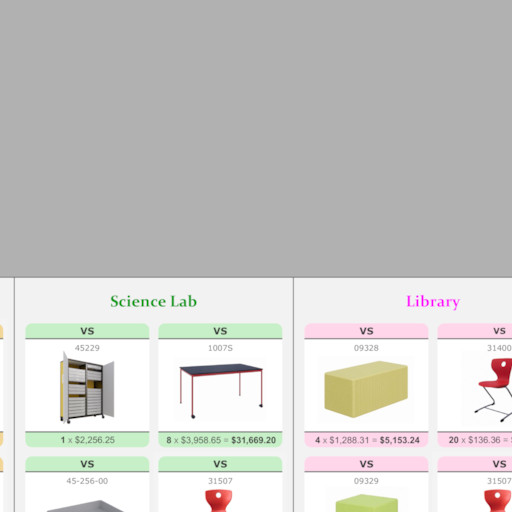 Science Lab
Library
VS
VS
VS
VS
45229
1007S
09328
31400
1 x $2,256.25
8 x $3,958.65 = $31,669.20
4 x $1,288.31 = $5,153.24
20 x $136.36 =
VS
VS
VS
VS
45-256-00
31507
09329
31507